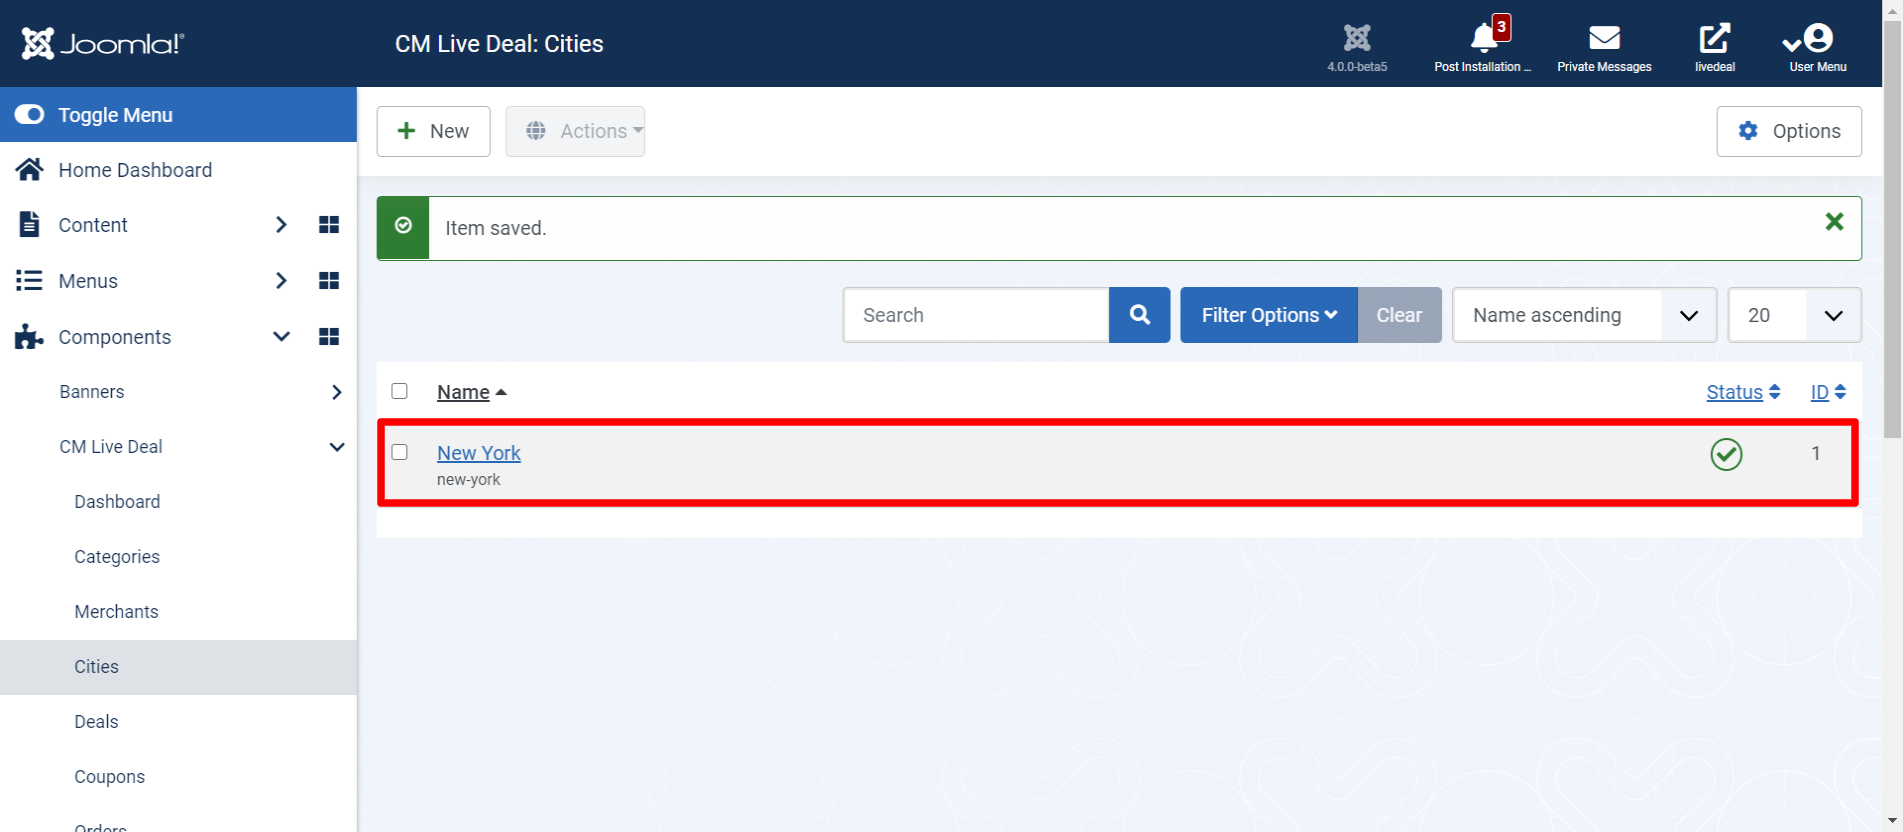 Joomla!®
CM Live Deal: Cities
4.0.0-beta5
3
Post Installation ...
Private Messages
livedeal
User Menu
Toggle Menu
Home Dashboard
Content
Menus
Components
Banners
CM Live Deal
Dashboard
Categories
Merchants
Cities
Deals
Coupons
Orders
New
Actions
Options
Item saved.
Search
Filter Options
Clear
Name ascending
20
Name
Status
ID
New York
1
new-york